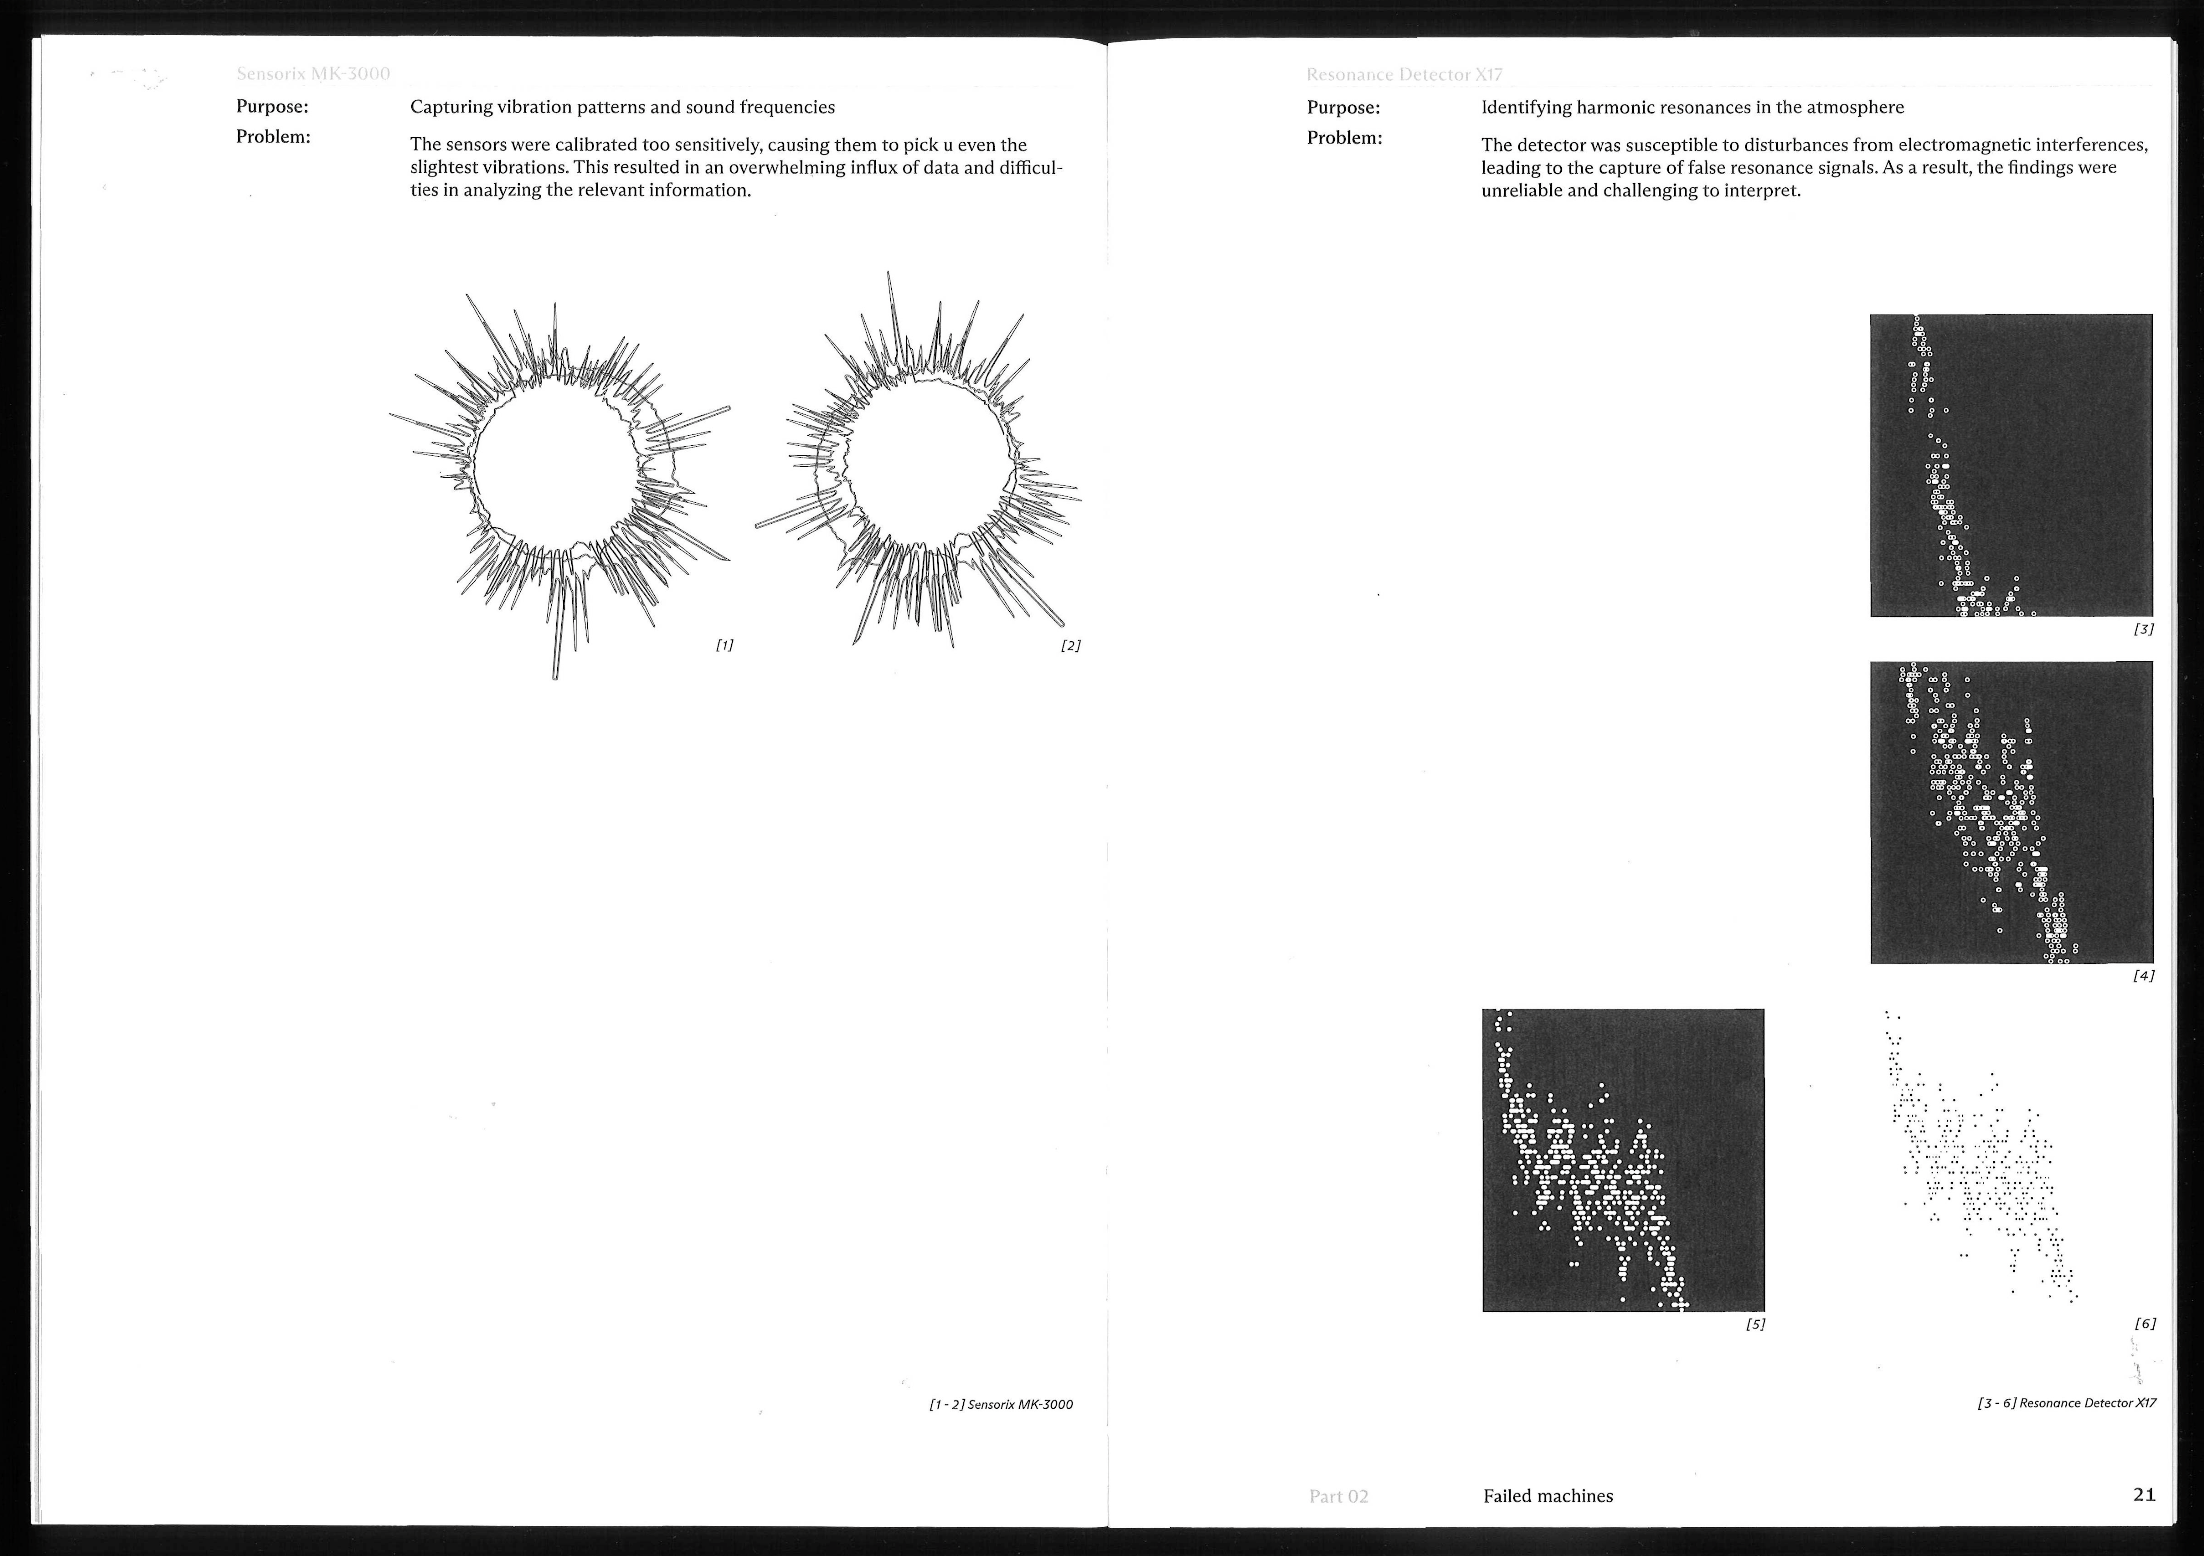 Sensorix MK-3000
Purpose:
Capturing vibration patterns and sound frequencies
Problem:
The sensors were calibrated too sensitively, causing them to pick u even the
slightest vibrations. This resulted in an overwhelming influx of data and difficul-
ties in analyzing the relevant information.
[1]
[2]
[1 - 2] Sensorix MK-3000
Resonance Detector X17
Purpose:
Identifying harmonic resonances in the atmosphere
Problem:
The detector was susceptible to disturbances from electromagnetic interferences,
leading to the capture of false resonance signals. As a result, the findings were
unreliable and challenging to interpret.
[3]
[4]
[5]
[6]
[3 - 6] Resonance Detector X17
Part 02
Failed machines
21